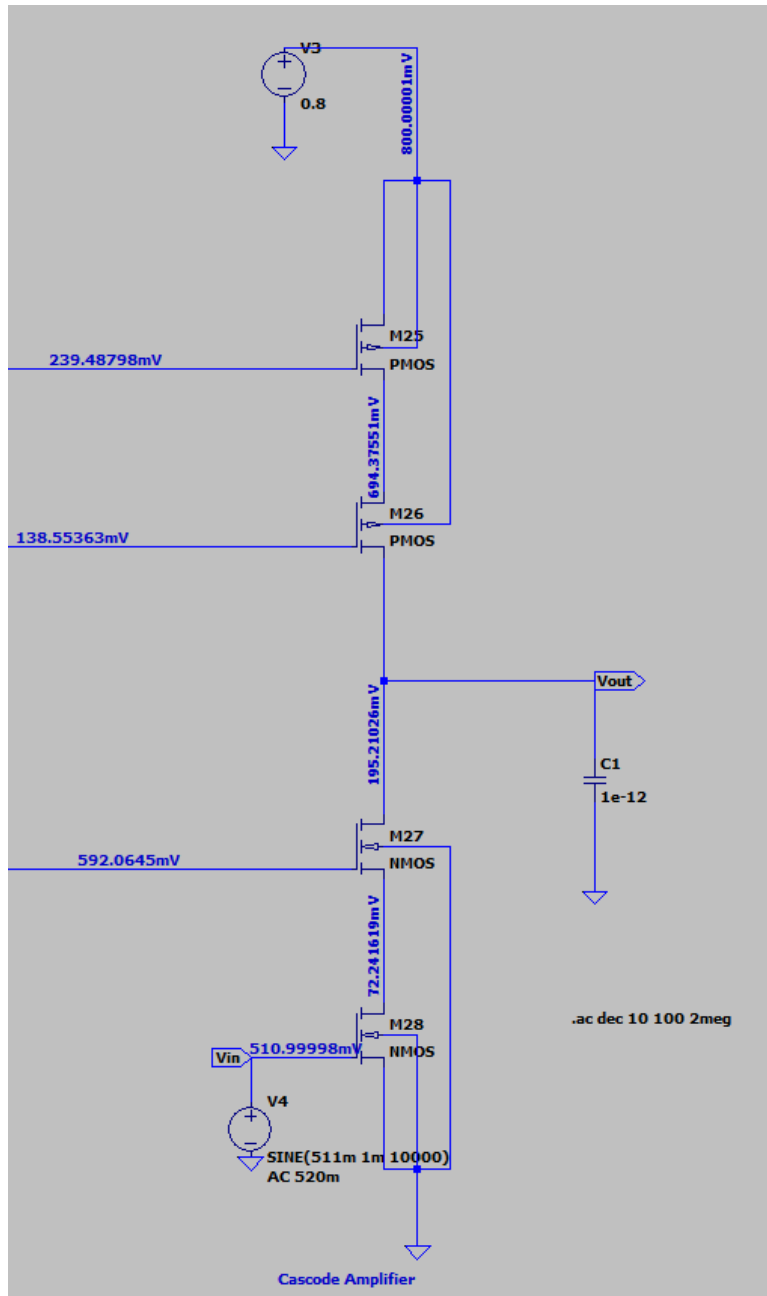 V3
800.00001mV
0.8
M25
239.48798mV
PMOS
694.37551mV
M26
138.55363mV
PMOS
Vout
195.21026mV
C1
1e-12
M27
592.0645mV
NMOS
72.241619mV
M28
.ac dec 10 100 2meg
Vin
510.99998mV
NMOS
V4
SINE(511m 1m 10000)
AC 520m
Cascode Amplifier